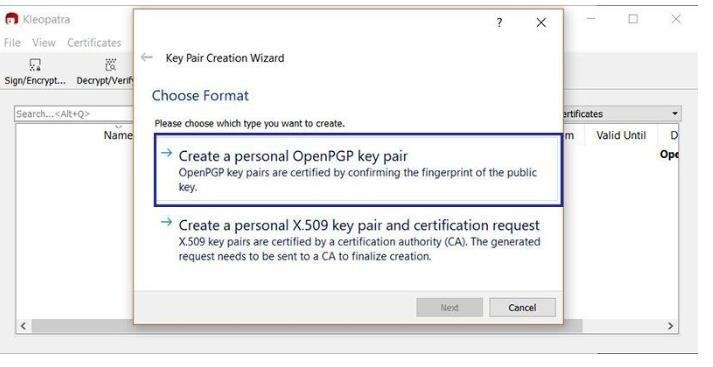 Kleopatra
File View Certificates
Sign/Encrypt... Decrypt/Verif
Search...<Alt+Q>
Name
? ×
Key Pair Creation Wizard
Choose Format
Please choose which type you want to create.
Create a personal OpenPGP key pair
OpenPGP key pairs are certified by confirming the fingerprint of the public
key.
Create a personal X.509 key pair and certification request
X.509 key pairs are certified by a certification authority (CA). The generated
request needs to be sent to a CA to finalize creation.
Next Cancel
ertificates
m Valid Until D
Ope